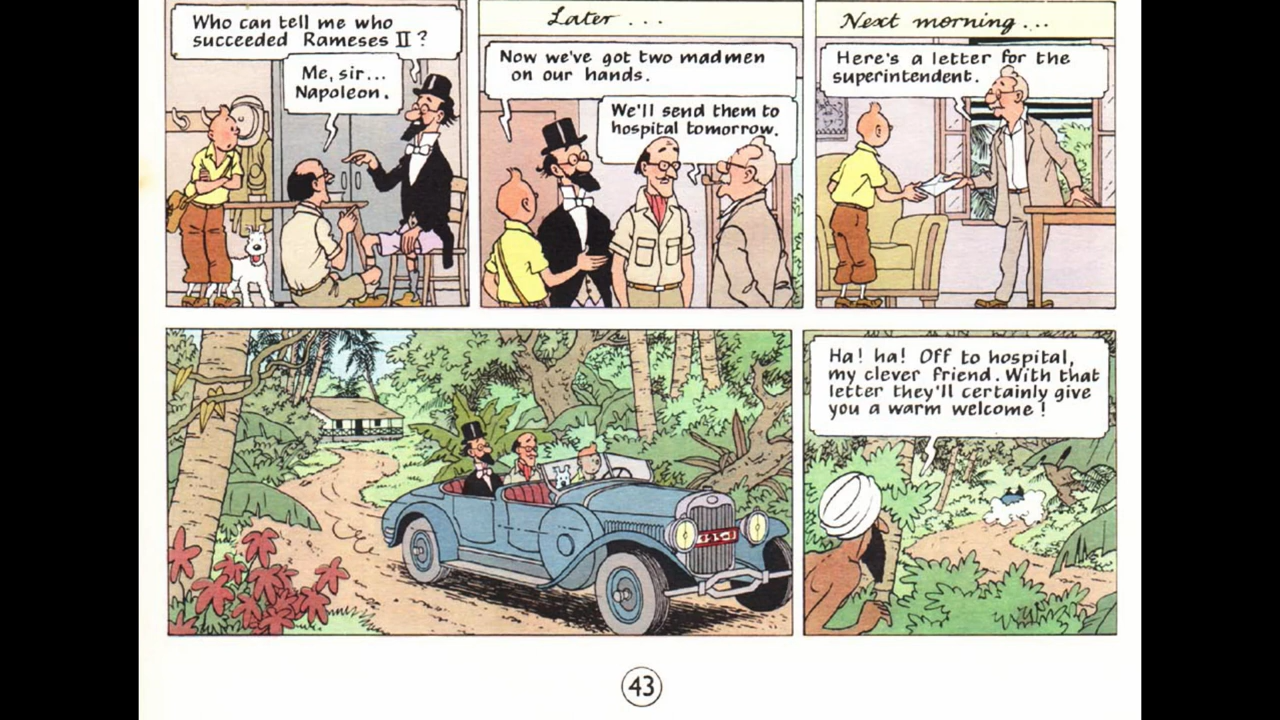 Who can tell me who
succeeded Rameses II ?
Me, sir...
Napoleon.
Later ...
Now we've got two madmen
on our hands.
We'll send them to
hospital tomorrow.
Next morning...
Here's a letter for the
superintendent.
Ha! ha! Off to hospital,
my clever friend. With that
letter they'll certainly give
you a warm welcome !
43